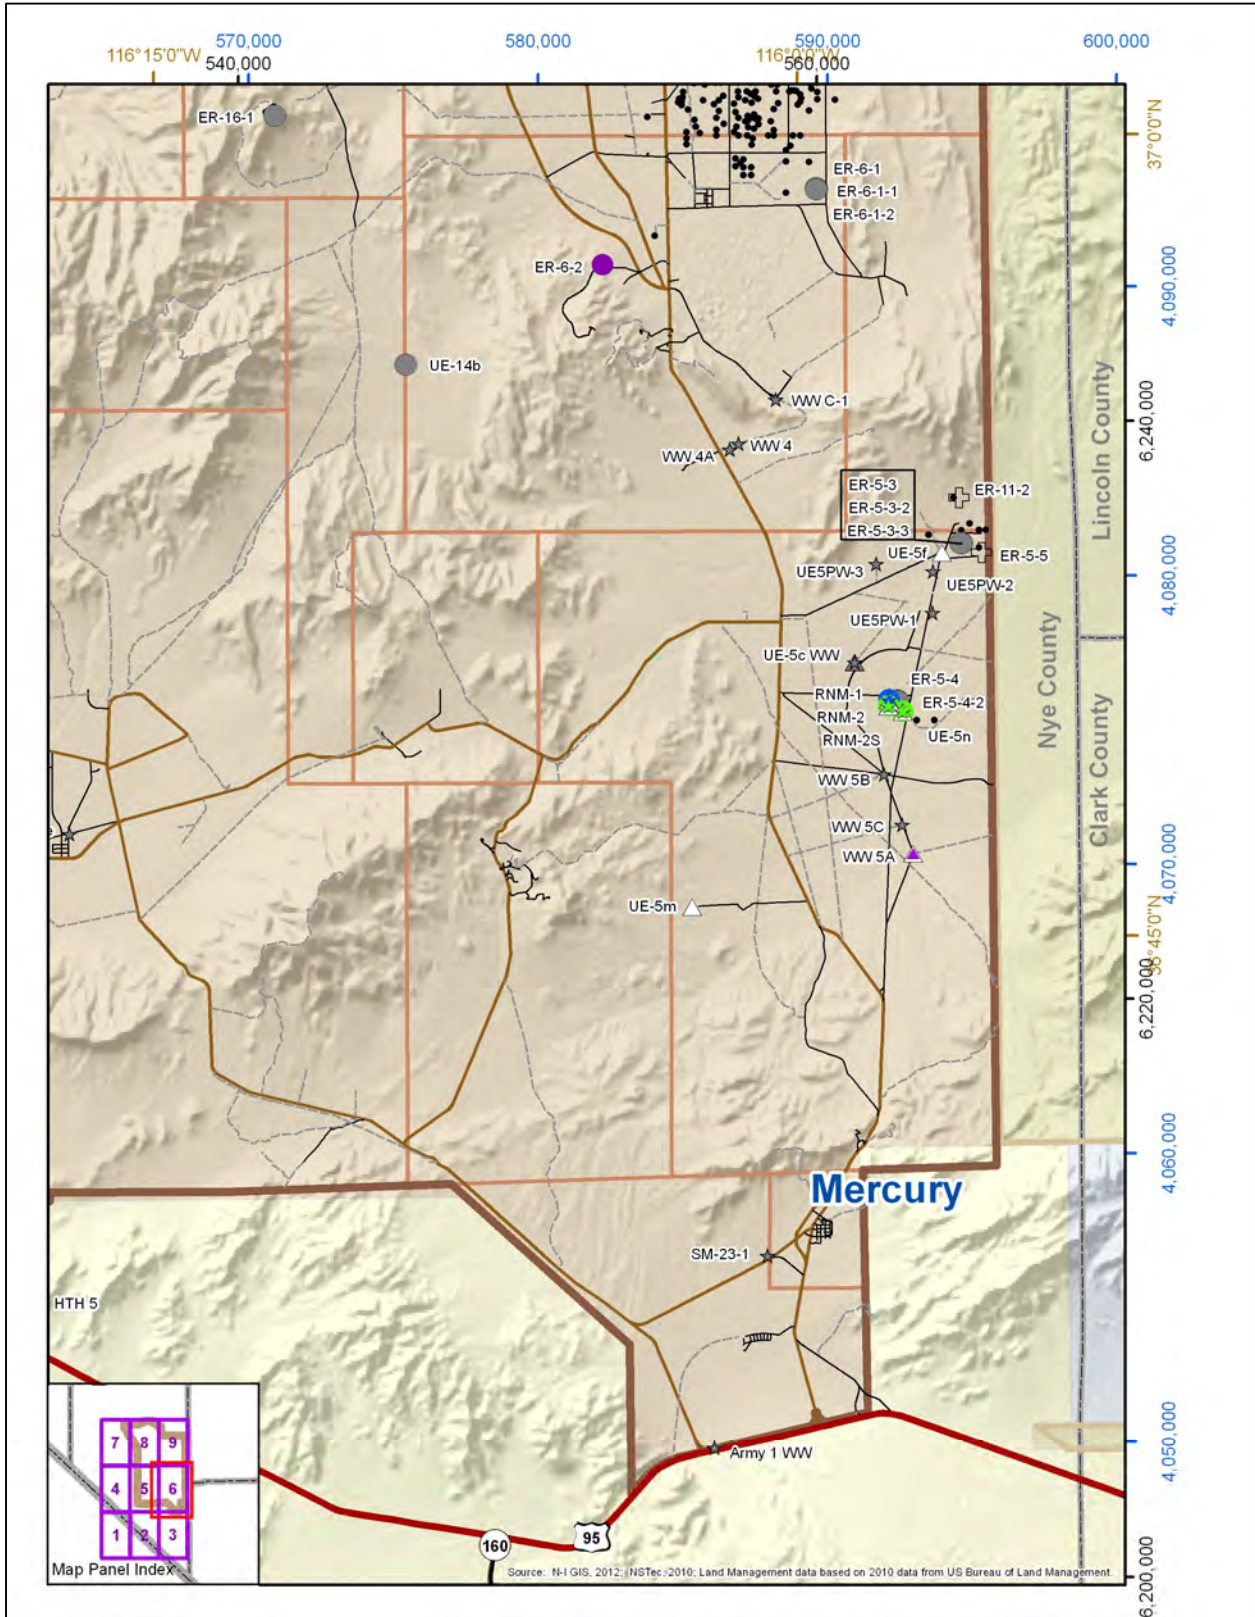 570,000
580,000
590,000
600,000
116°15'0"W
116°0'0"W
540,000
560,000
ER-16-1
37°0'0"N
ER-6-1
ER-6-1-1
ER-6-1-2
ER-6-2
4,090,000
UE-14b
WW C-1
6,240,000
WW 4
WW 4A
Lincoln County
ER-5-3
ER-5-3-2
ER-5-3-3
ER-11-2
UE-5f
ER-5-5
UE5PW-3
UE5PW-2
4,080,000
UE5PW-1
UE-5c WW
Nye County
ER-5-4
RNM-1
ER-5-4-2
RNM-2
UE-5n
RNM-2S
Clark County
WW 5B
WW 5C
WW 5A
4,070,000
UE-5m
36°45'0"N
6,220,000
4,060,000
Mercury
SM-23-1
HTH 5
Army 1 WW
4,050,000
7 8 9
4 5 6
1 2 3
Map Panel Index
160
95
Source: N-I GIS, 2012; NSTec, 2010; Land Management data based on 2010 data from US Bureau of Land Management.
6,200,000